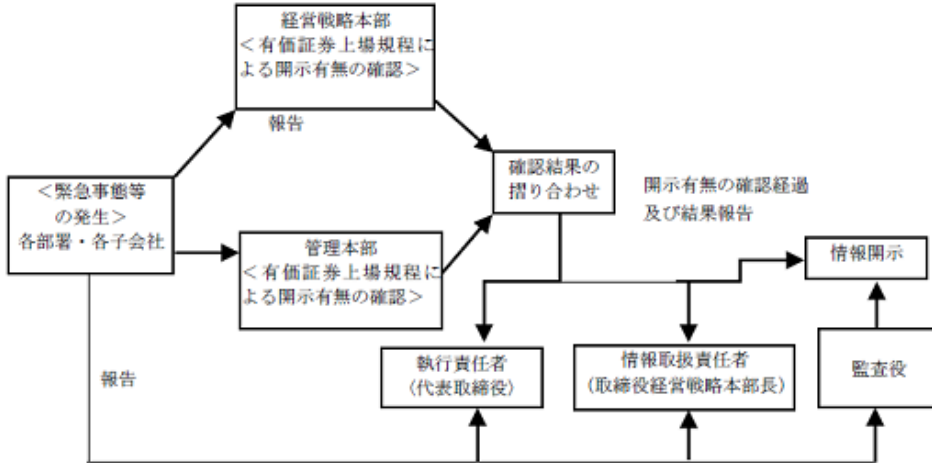 経営戦略本部
＜有価証券上場規程に
よる開示有無の確認＞
報告
確認結果の
摺り合わせ
開示有無の確認経過
及び結果報告
＜緊急事態等
の発生＞
各部署・各子会社
管理本部
＜有価証券上場規程に
よる開示有無の確認＞
情報開示
執行責任者
（代表取締役）
情報取扱責任者
（取締役経営戦略本部長）
監査役
報告